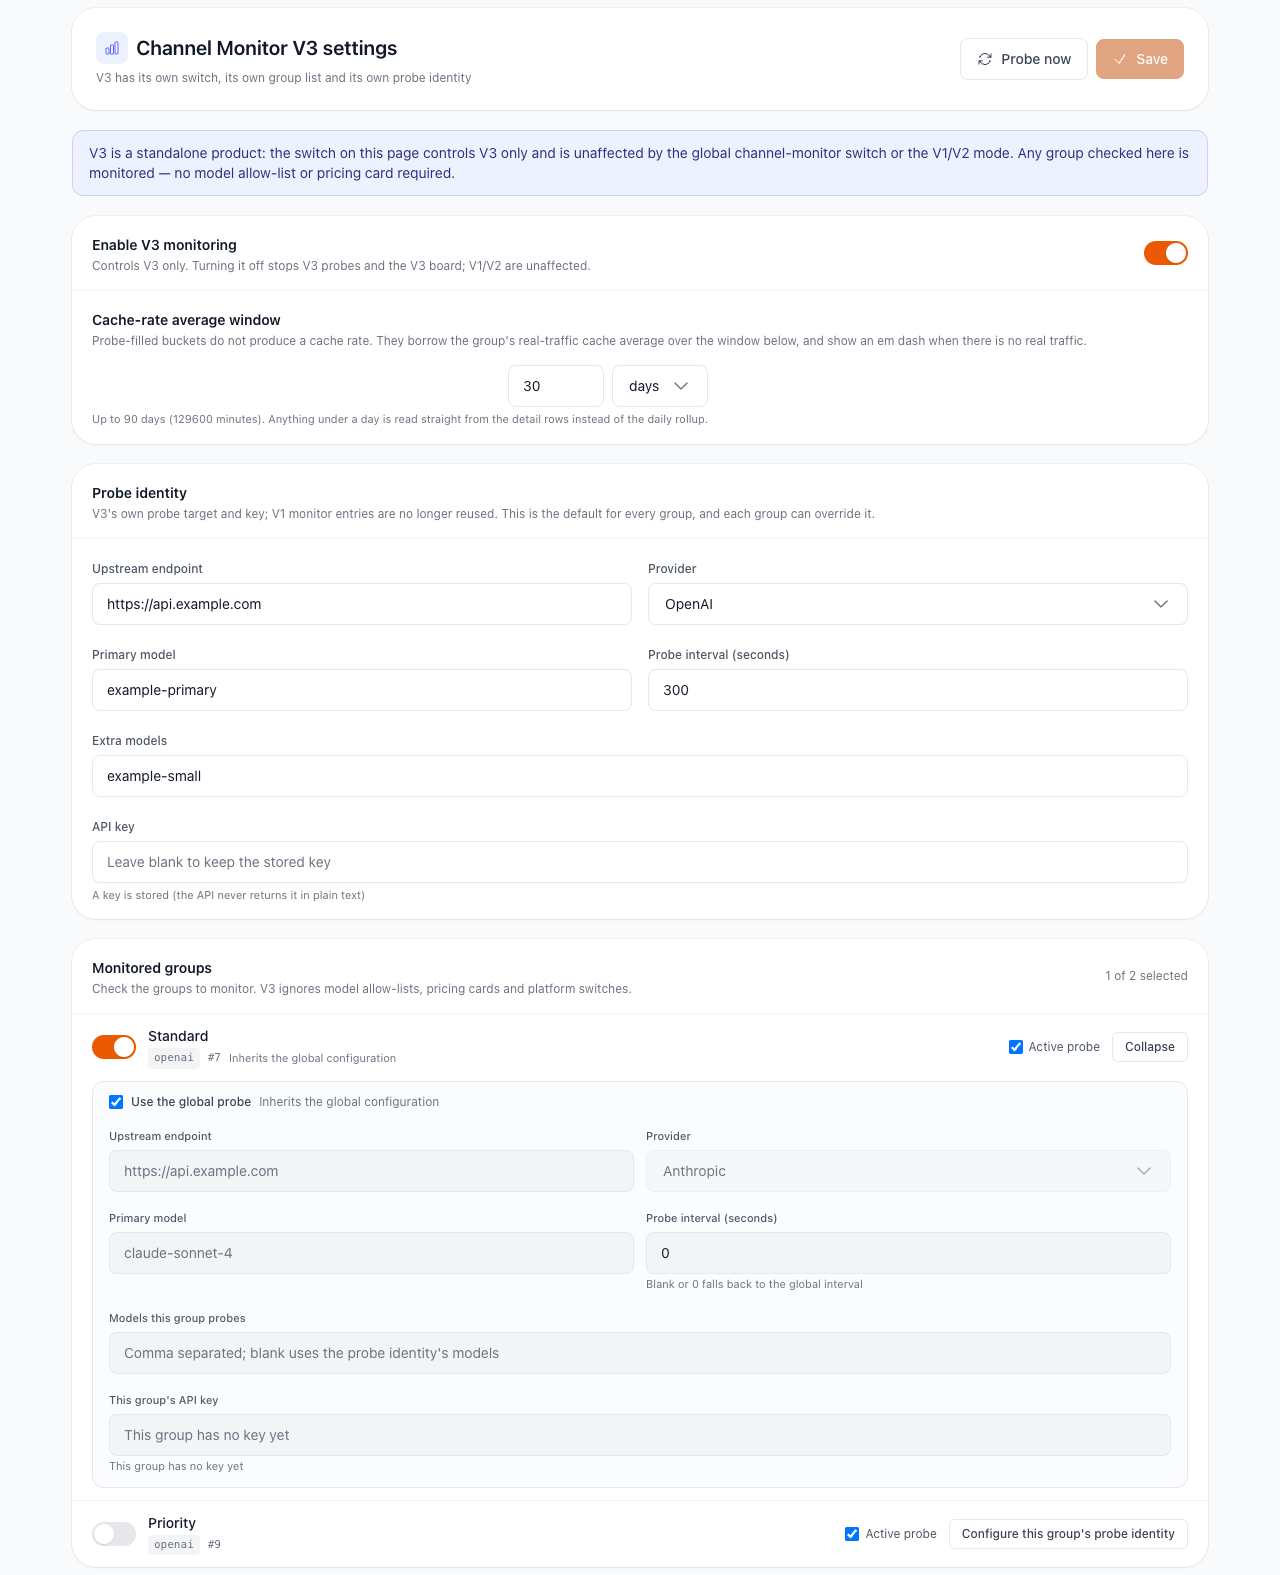 Channel Monitor V3 settings
V3 has its own switch, its own group list and its own probe identity
Probe now
Save
V3 is a standalone product: the switch on this page controls V3 only and is unaffected by the global channel-monitor switch or the V1/V2 mode. Any group checked here is
monitored — no model allow-list or pricing card required.
Enable V3 monitoring
Controls V3 only. Turning it off stops V3 probes and the V3 board; V1/V2 are unaffected.
Cache-rate average window
Probe-filled buckets do not produce a cache rate. They borrow the group's real-traffic cache average over the window below, and show an em dash when there is no real traffic.
30
days
Up to 90 days (129600 minutes). Anything under a day is read straight from the detail rows instead of the daily rollup.
Probe identity
V3's own probe target and key; V1 monitor entries are no longer reused. This is the default for every group, and each group can override it.
Upstream endpoint
Provider
https://api.example.com
OpenAI
Primary model
Probe interval (seconds)
example-primary
300
Extra models
example-small
API key
Leave blank to keep the stored key
A key is stored (the API never returns it in plain text)
Monitored groups
Check the groups to monitor. V3 ignores model allow-lists, pricing cards and platform switches.
1 of 2 selected
Standard
openai #7 Inherits the global configuration
Active probe
Collapse
Use the global probe Inherits the global configuration
Upstream endpoint
Provider
https://api.example.com
Anthropic
Primary model
Probe interval (seconds)
claude-sonnet-4
0
Blank or 0 falls back to the global interval
Models this group probes
Comma separated; blank uses the probe identity's models
This group's API key
This group has no key yet
This group has no key yet
Priority
openai #9
Active probe
Configure this group's probe identity